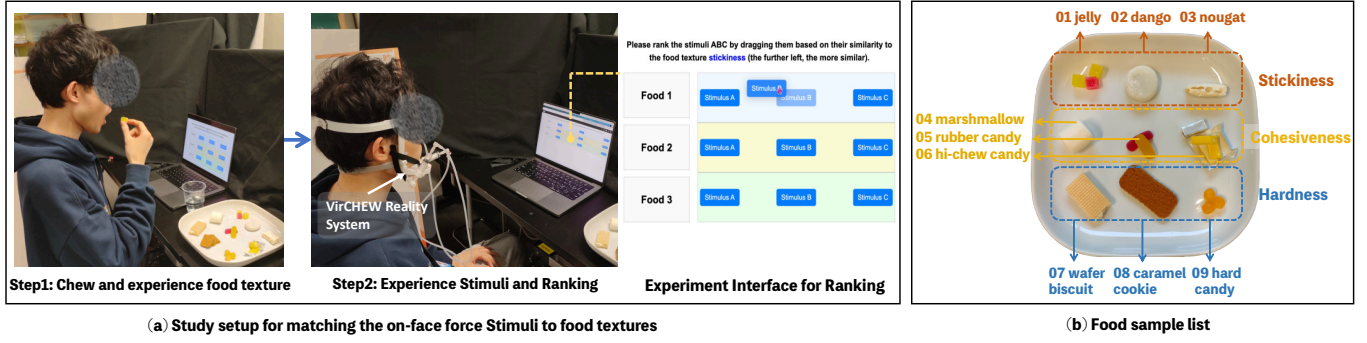 VirCHEW Reality
System
Step1: Chew and experience food texture
Step2: Experience Stimuli and Ranking
Please rank the stimuli ABC by dragging them based on their similarity to
the food texture stickiness (the further left, the more similar).
Food 1
Stimulus A
Stimulus B
Stimulus C
Food 2
Stimulus A
Stimulus B
Stimulus C
Food 3
Stimulus A
Stimulus B
Stimulus C
Experiment Interface for Ranking
(a) Study setup for matching the on-face force Stimuli to food textures
01 jelly
02 dango
03 nougat
Stickiness
04 marshmallow
05 rubber candy
06 hi-chew candy
Cohesiveness
Hardness
07 wafer
biscuit
08 caramel
cookie
09 hard
candy
(b) Food sample list